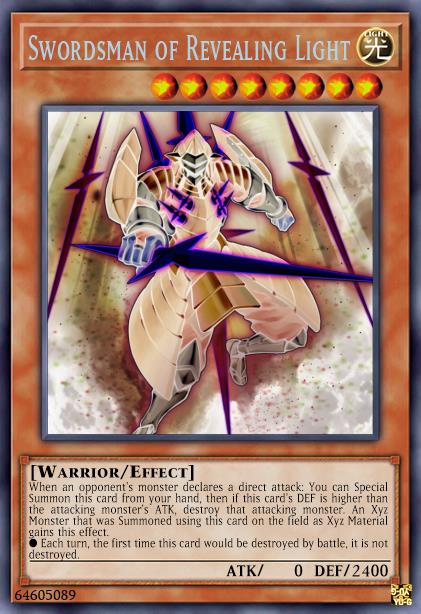 SWORDSMAN OF REVEALING LIGHT
LIGHT
光
[WARRIOR/EFFECT]
When an opponent's monster declares a direct attack: You can Special
Summon this card from your hand, then if this card's DEF is higher than
the attacking monster's ATK, destroy that attacking monster. An Xyz
Monster that was Summoned using this card on the field as Xyz Material
gains this effect.
● Each turn, the first time this card would be destroyed by battle, it is not
destroyed.
ATK/ 0 DEF/2400
64605089